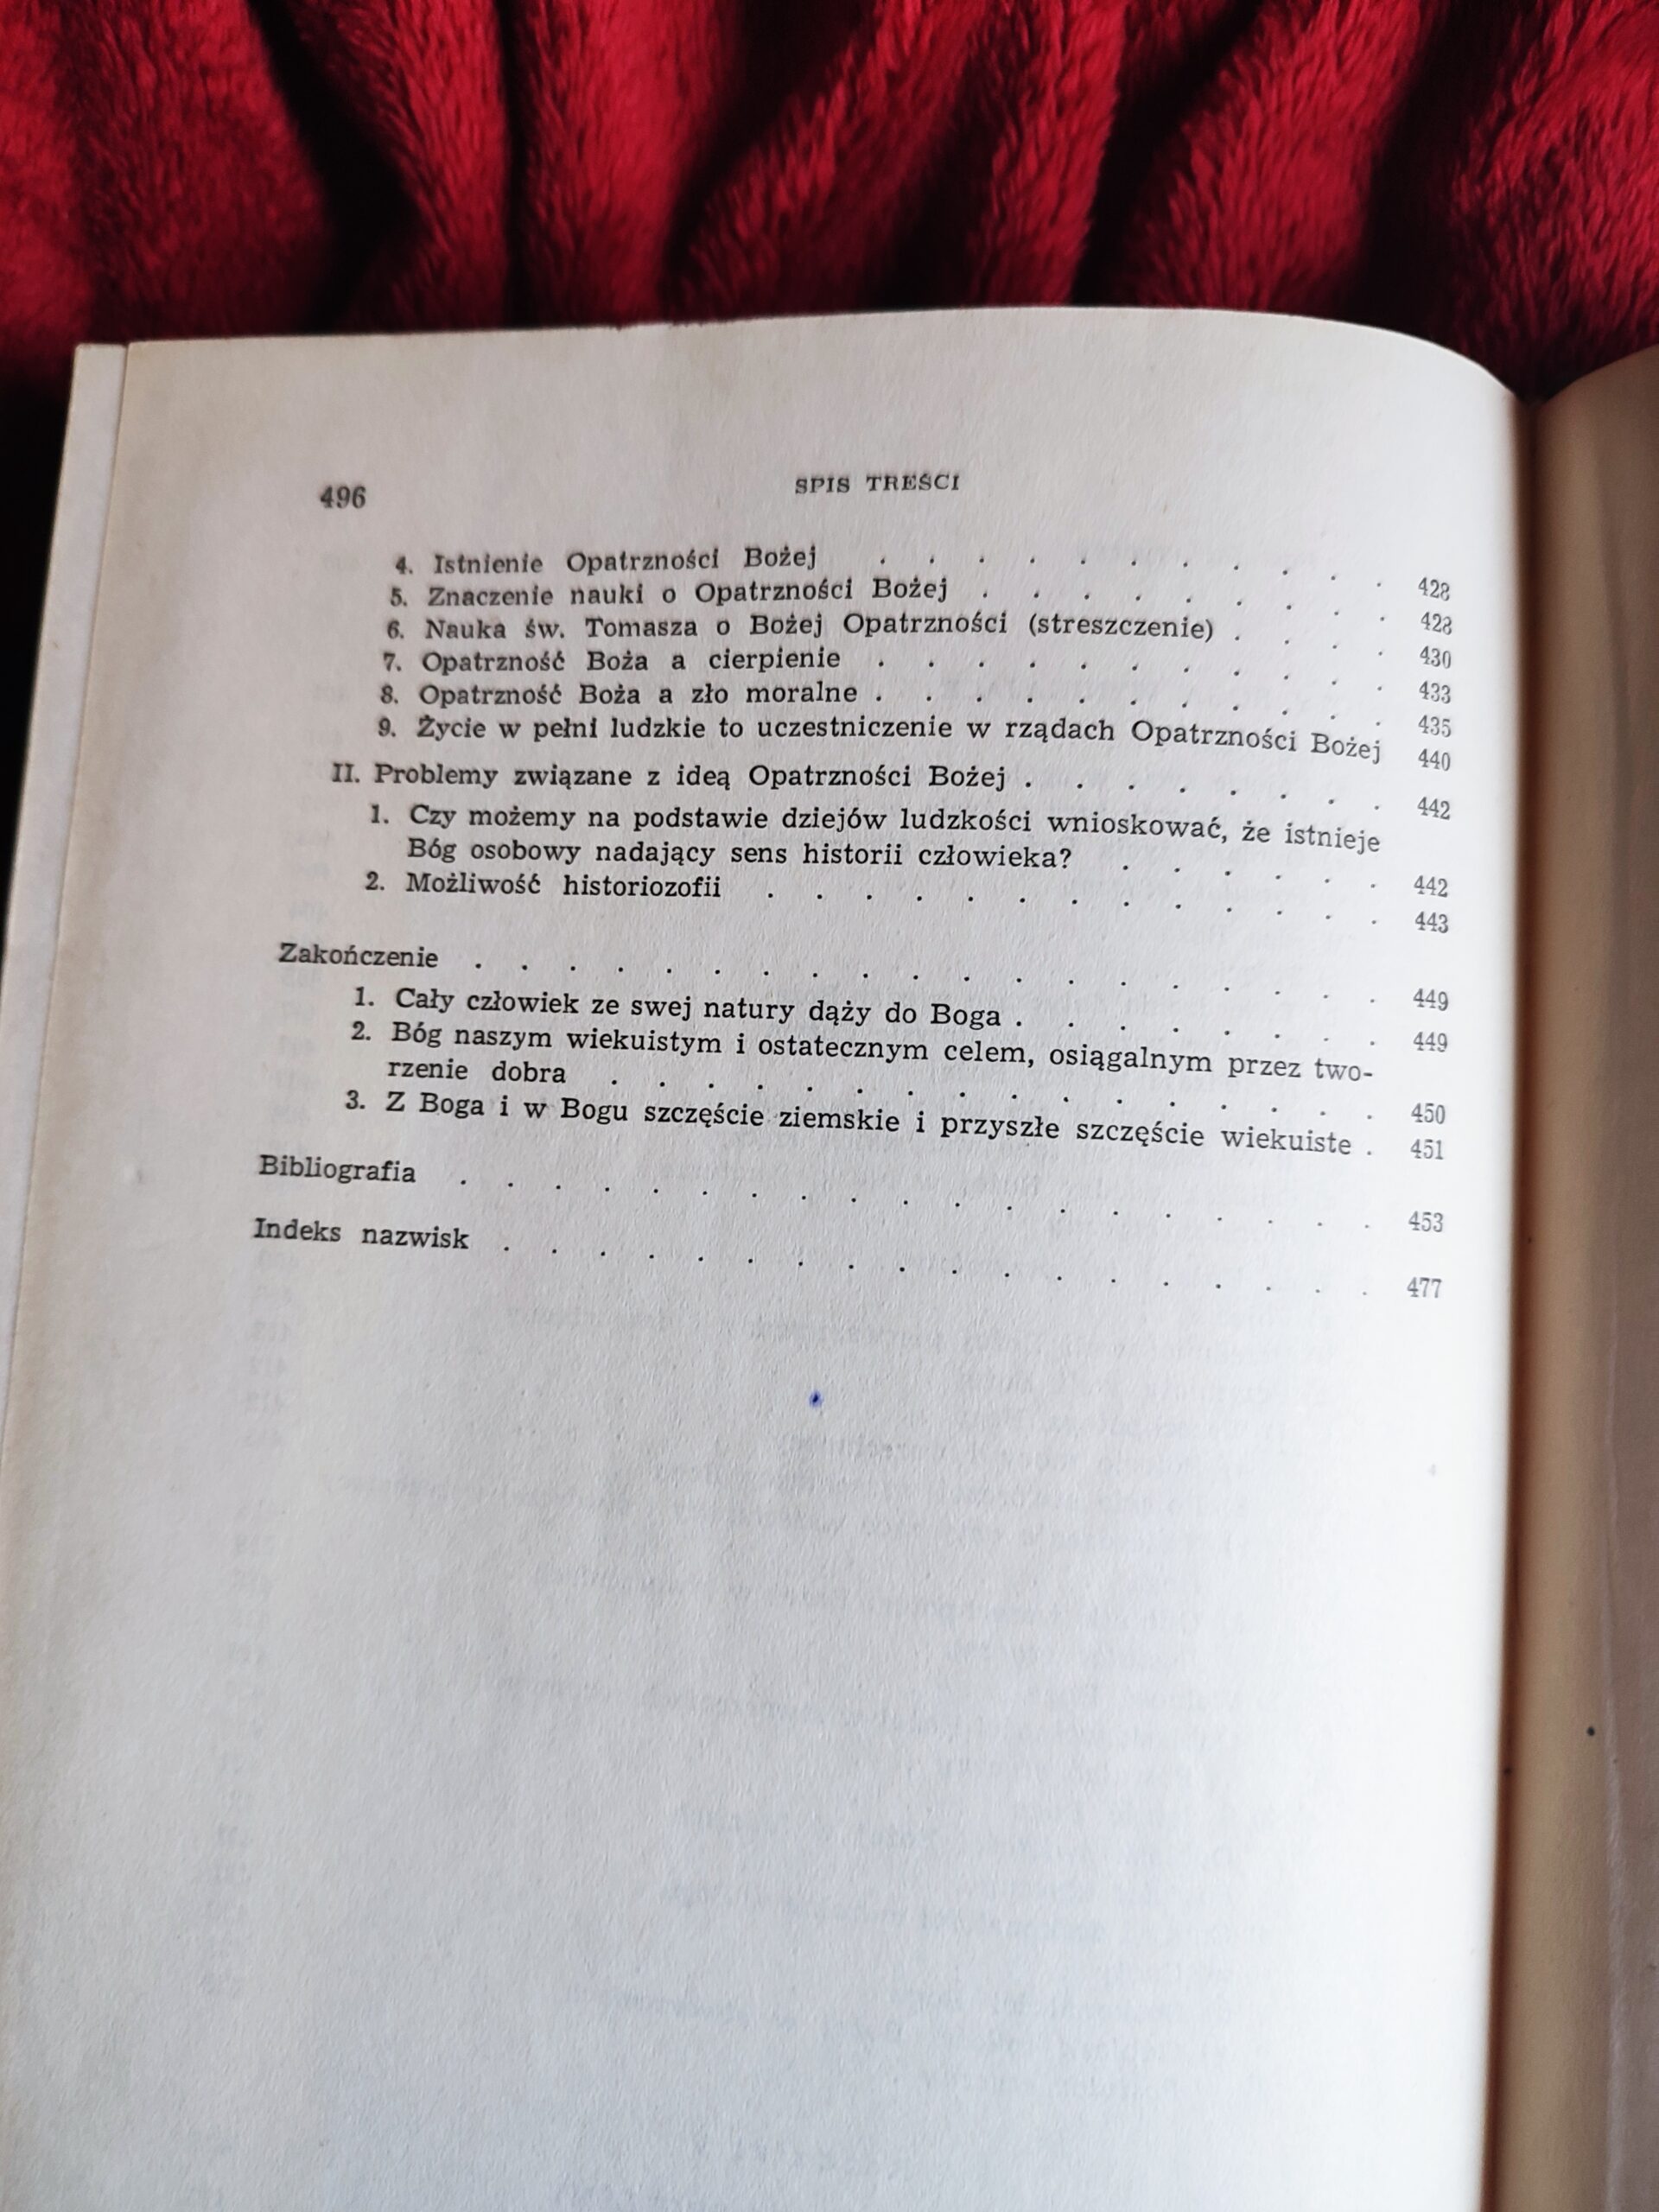 496 SPIS TREŚCI
4. Istnienie Opatrzności Bożej . . . . . . . . . . . 428
5. Znaczenie nauki o Opatrzności Bożej . . . . . . . . . 428
6. Nauka św. Tomasza o Bożej Opatrzności (streszczenie) . . . . 430
7. Opatrzność Boża a cierpienie . . . . . . . . . . . 433
8. Opatrzność Boża a zło moralne . . . . . . . . . . . 435
9. Życie w pełni ludzkie to uczestniczenie w rządach Opatrzności Bożej 440
II. Problemy związane z ideą Opatrzności Bożej . . . . . . . . 442
1. Czy możemy na podstawie dziejów ludzkości wnioskować, że istnieje
Bóg osobowy nadający sens historii człowieka? . . . . . . 442
2. Możliwość historiozofii . . . . . . . . . . . . . 443
Zakończenie . . . . . . . . . . . . . . . . . . . 449
1. Cały człowiek ze swej natury dąży do Boga . . . . . . . . 449
2. Bóg naszym wiekuistym i ostatecznym celem, osiągalnym przez two-
rzenie dobra . . . . . . . . . . . . . . . . 450
3. Z Boga i w Bogu szczęście ziemskie i przyszłe szczęście wiekuiste . 451
Bibliografia . . . . . . . . . . . . . . . . . . . 453
Indeks nazwisk . . . . . . . . . . . . . . . . . . 477